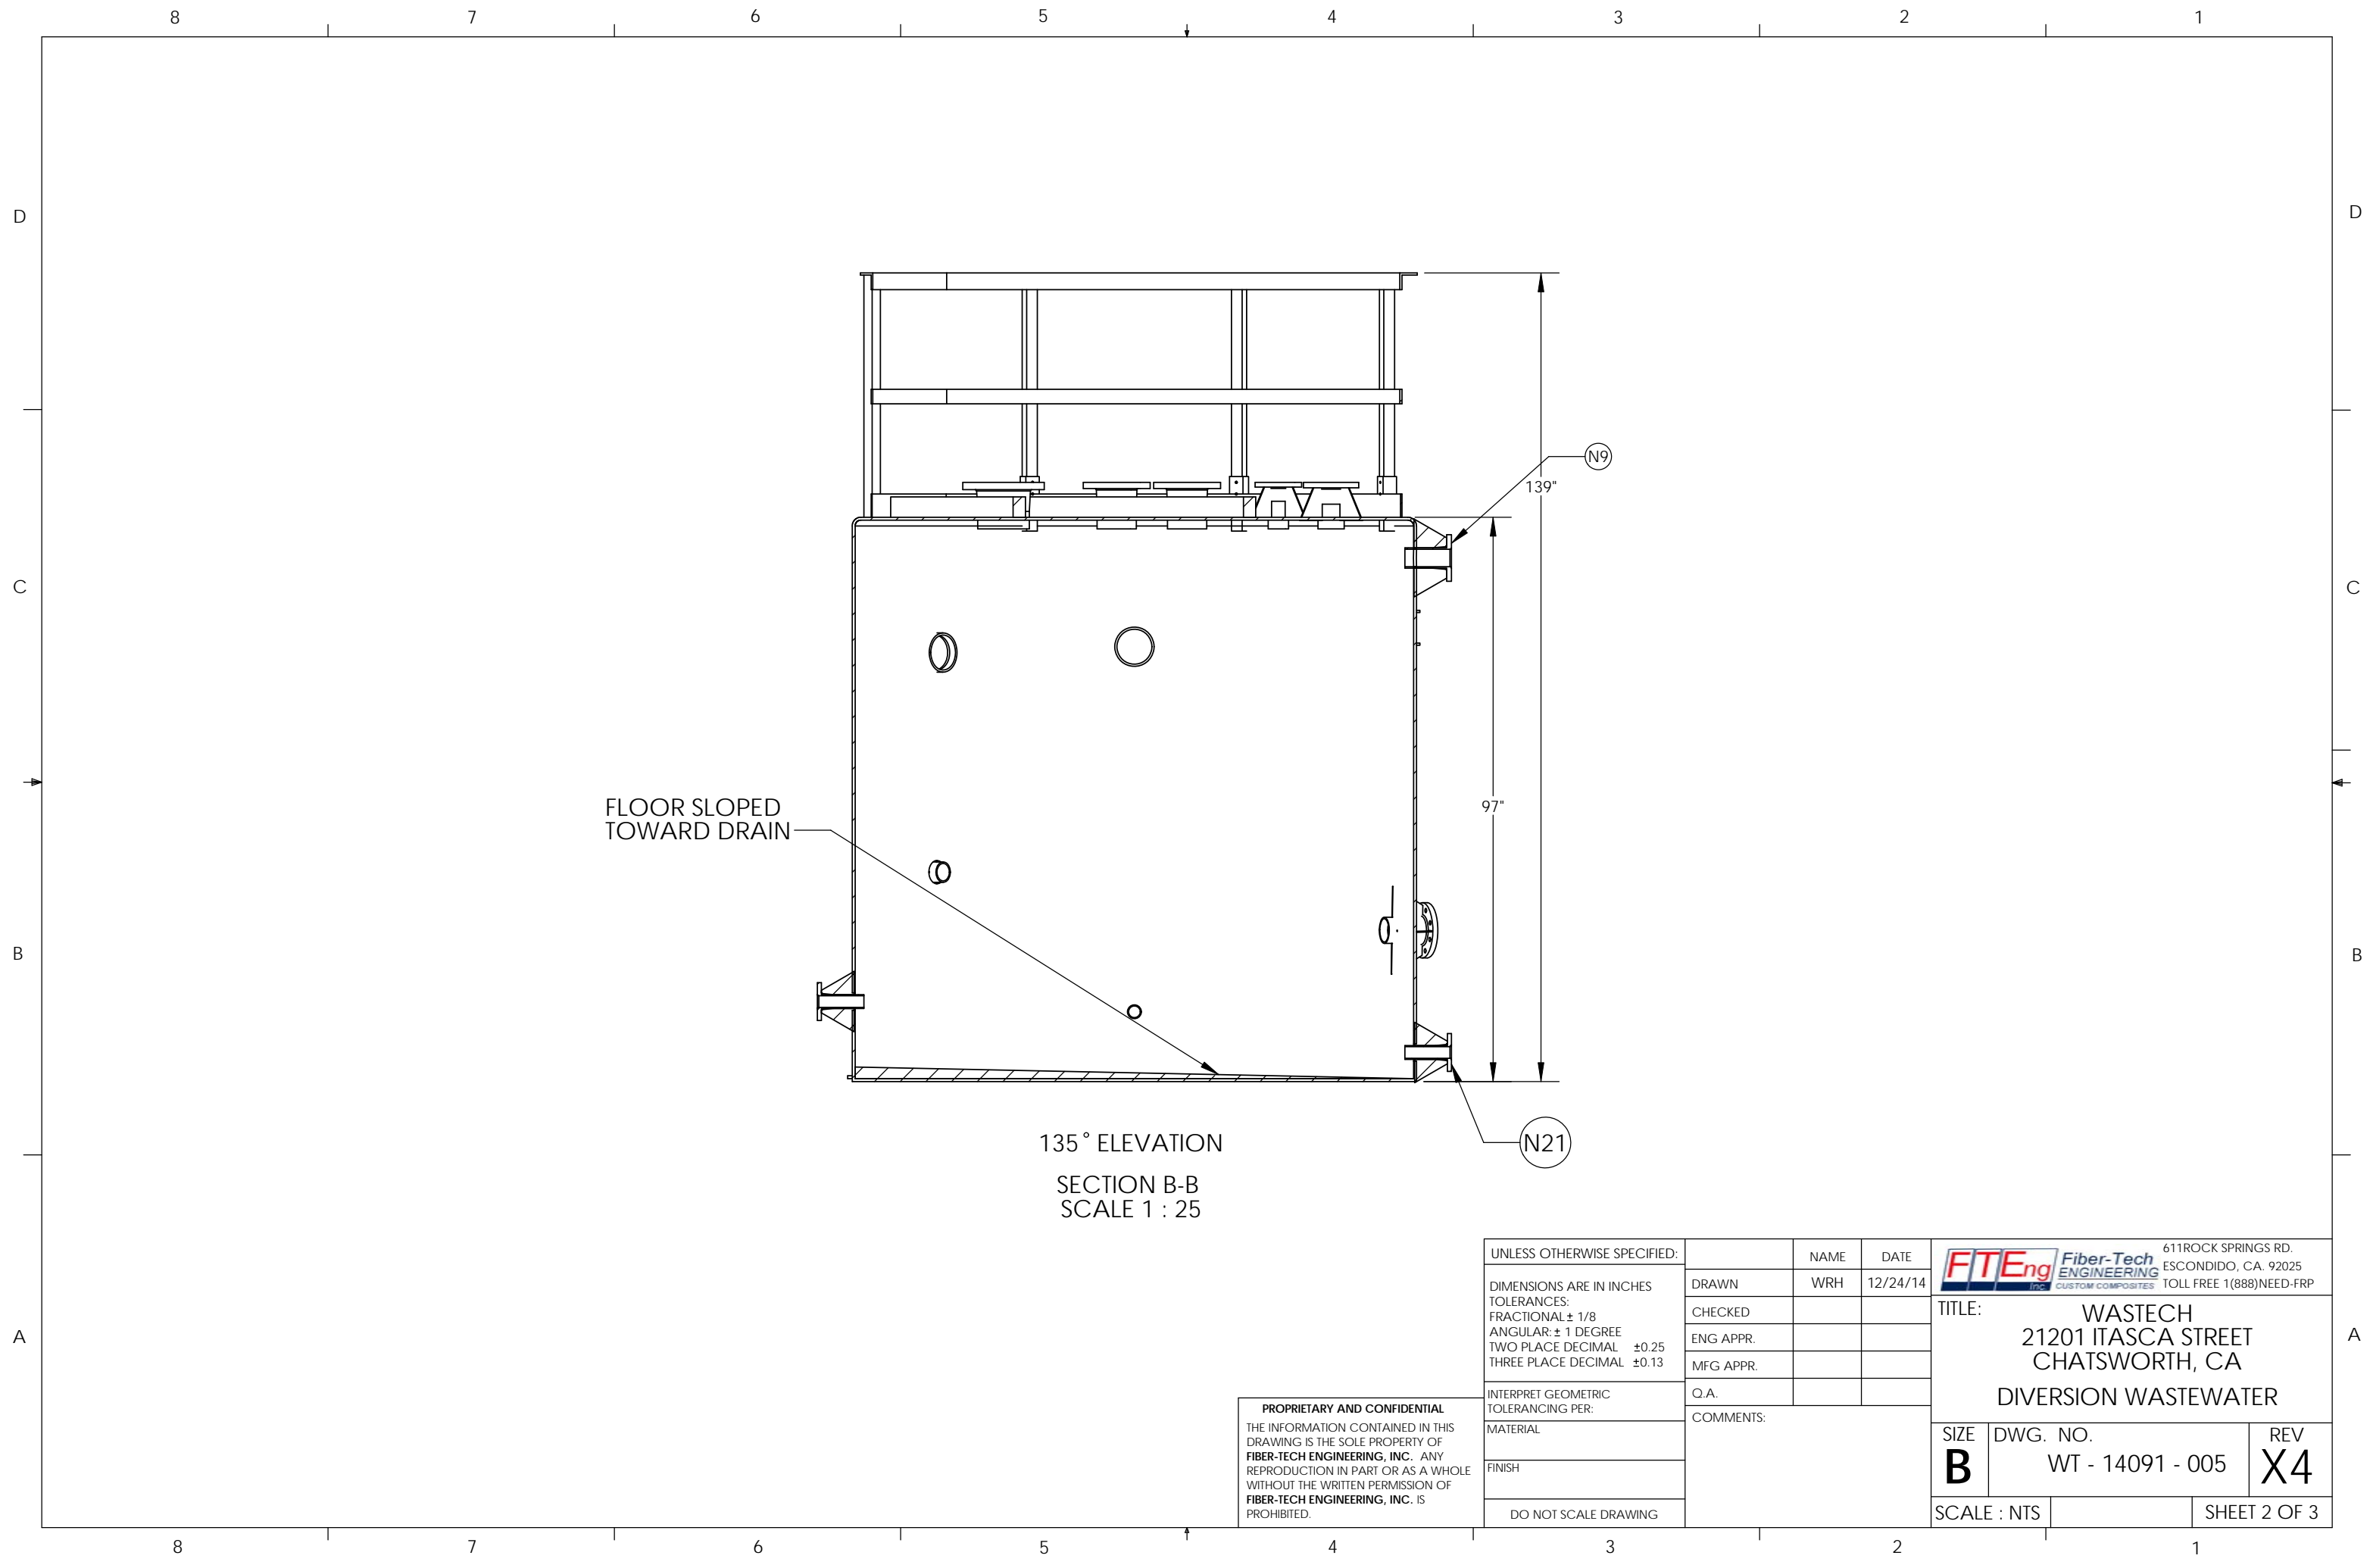 8 7 6 5 4 3 2 1
D D
N9
139"
C C
97"
FLOOR SLOPED
TOWARD DRAIN
B B
135° ELEVATION
N21
SECTION B-B
SCALE 1 : 25
A A
PROPRIETARY AND CONFIDENTIAL
THE INFORMATION CONTAINED IN THIS
DRAWING IS THE SOLE PROPERTY OF
FIBER-TECH ENGINEERING, INC. ANY
REPRODUCTION IN PART OR AS A WHOLE
WITHOUT THE WRITTEN PERMISSION OF
FIBER-TECH ENGINEERING, INC. IS
PROHIBITED.
UNLESS OTHERWISE SPECIFIED:
DIMENSIONS ARE IN INCHES
TOLERANCES:
FRACTIONAL ± 1/8
ANGULAR: ± 1 DEGREE
TWO PLACE DECIMAL ±0.25
THREE PLACE DECIMAL ±0.13
INTERPRET GEOMETRIC
TOLERANCING PER:
MATERIAL
FINISH
DO NOT SCALE DRAWING
NAME DATE
DRAWN WRH 12/24/14
CHECKED
ENG APPR.
MFG APPR.
Q.A.
COMMENTS:
FTEng Inc.
Fiber-Tech
ENGINEERING
CUSTOM COMPOSITES
611ROCK SPRINGS RD.
ESCONDIDO, CA. 92025
TOLL FREE 1(888)NEED-FRP
TITLE:
WASTECH
21201 ITASCA STREET
CHATSWORTH, CA
DIVERSION WASTEWATER
SIZE DWG. NO. REV
B WT - 14091 - 005 X4
SCALE : NTS SHEET 2 OF 3
8 7 6 5 4 3 2 1